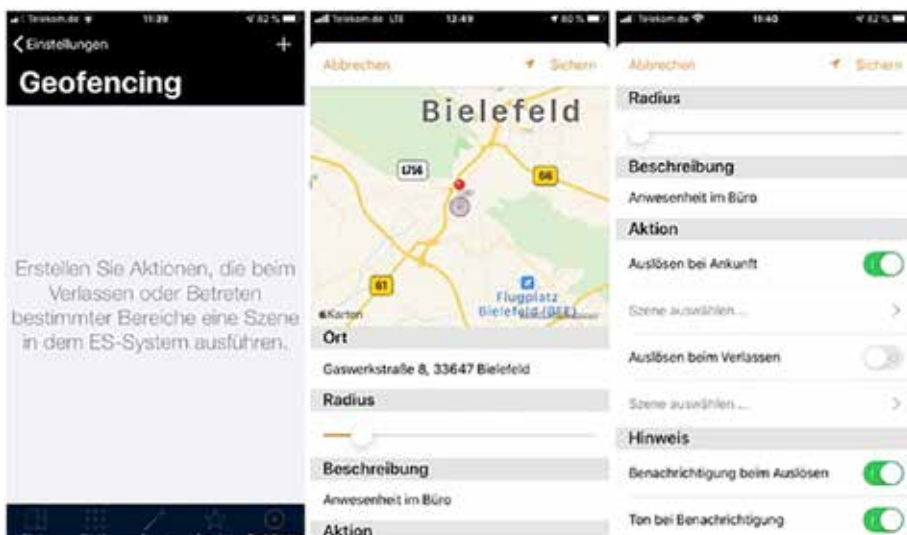 Telekom.de
11:39
82 %
Einstellungen
+
Geofencing
Erstellen Sie Aktionen, die beim
Verlassen oder Betreten
bestimmter Bereiche eine Szene
in dem ES-System ausführen.
Telekom.de LTE
12:49
80 %
Abbrechen
Sichern
Bielefeld
L756
66
61
Flugplatz
Bielefeld (BFE)
Karten
Ort
Gaswerkstraße 8, 33647 Bielefeld
Radius
Beschreibung
Anwesenheit im Büro
Aktion
Telekom.de
11:40
82 %
Abbrechen
Sichern
Radius
Beschreibung
Anwesenheit im Büro
Aktion
Auslösen bei Ankunft
Szene auswählen...
Auslösen beim Verlassen
Szene auswählen...
Hinweis
Benachrichtigung beim Auslösen
Ton bei Benachrichtigung